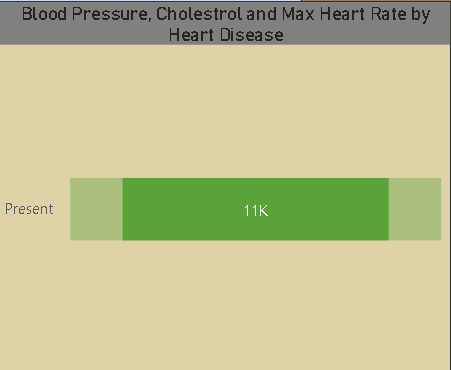 Blood Pressure, Cholestrol and Max Heart Rate by
Heart Disease
Present
11K